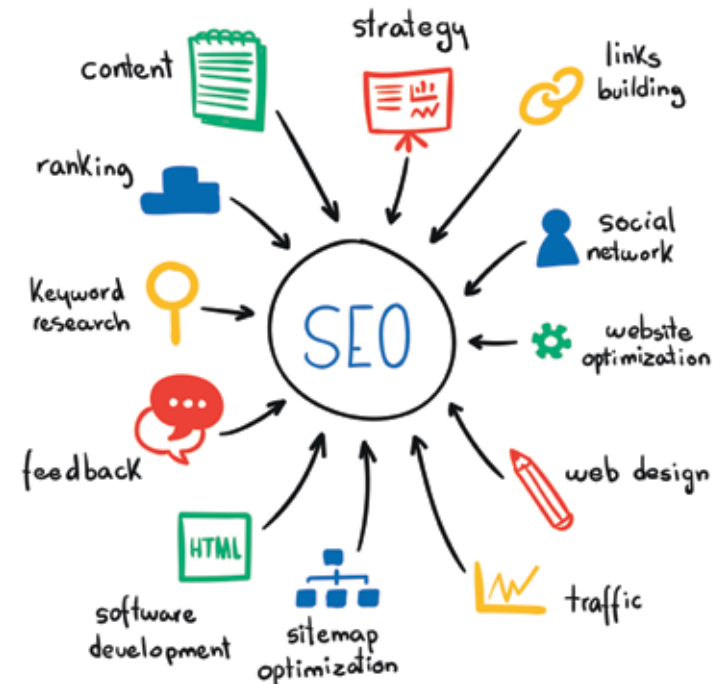 strategy
content
links
building
ranking
social
network
Keyword
research
SEO
website
optimization
feedback
web design
HTML
traffic
software
development
sitemap
optimization